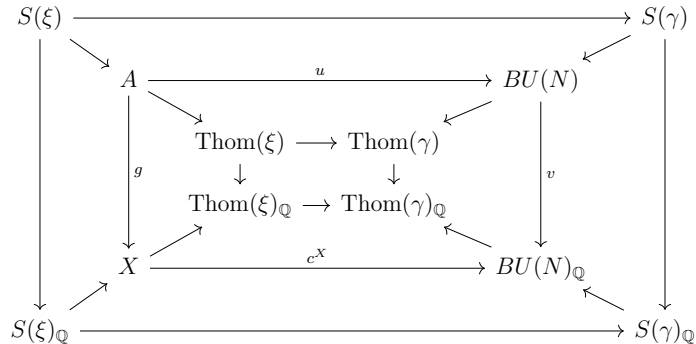 S(ξ) S(γ)
A u BU(N)
Thom(ξ) Thom(γ)
g v
Thom(ξ)_ℚ Thom(γ)_ℚ
X c^X BU(N)_ℚ
S(ξ)_ℚ S(γ)_ℚ